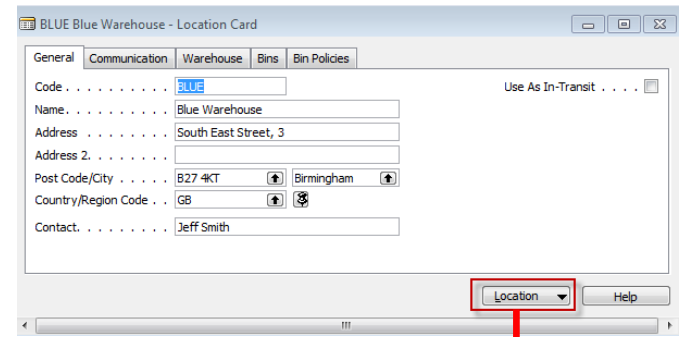 BLUE Blue Warehouse - Location Card
General Communication Warehouse Bins Bin Policies
Code . . . . . . . . . . BLUE Use As In-Transit . . . .
Name. . . . . . . . . . Blue Warehouse
Address . . . . . . . . South East Street, 3
Address 2. . . . . . . .
Post Code/City . . . . . B27 4KT Birmingham
Country/Region Code . . GB
Contact. . . . . . . . . Jeff Smith
Location Help